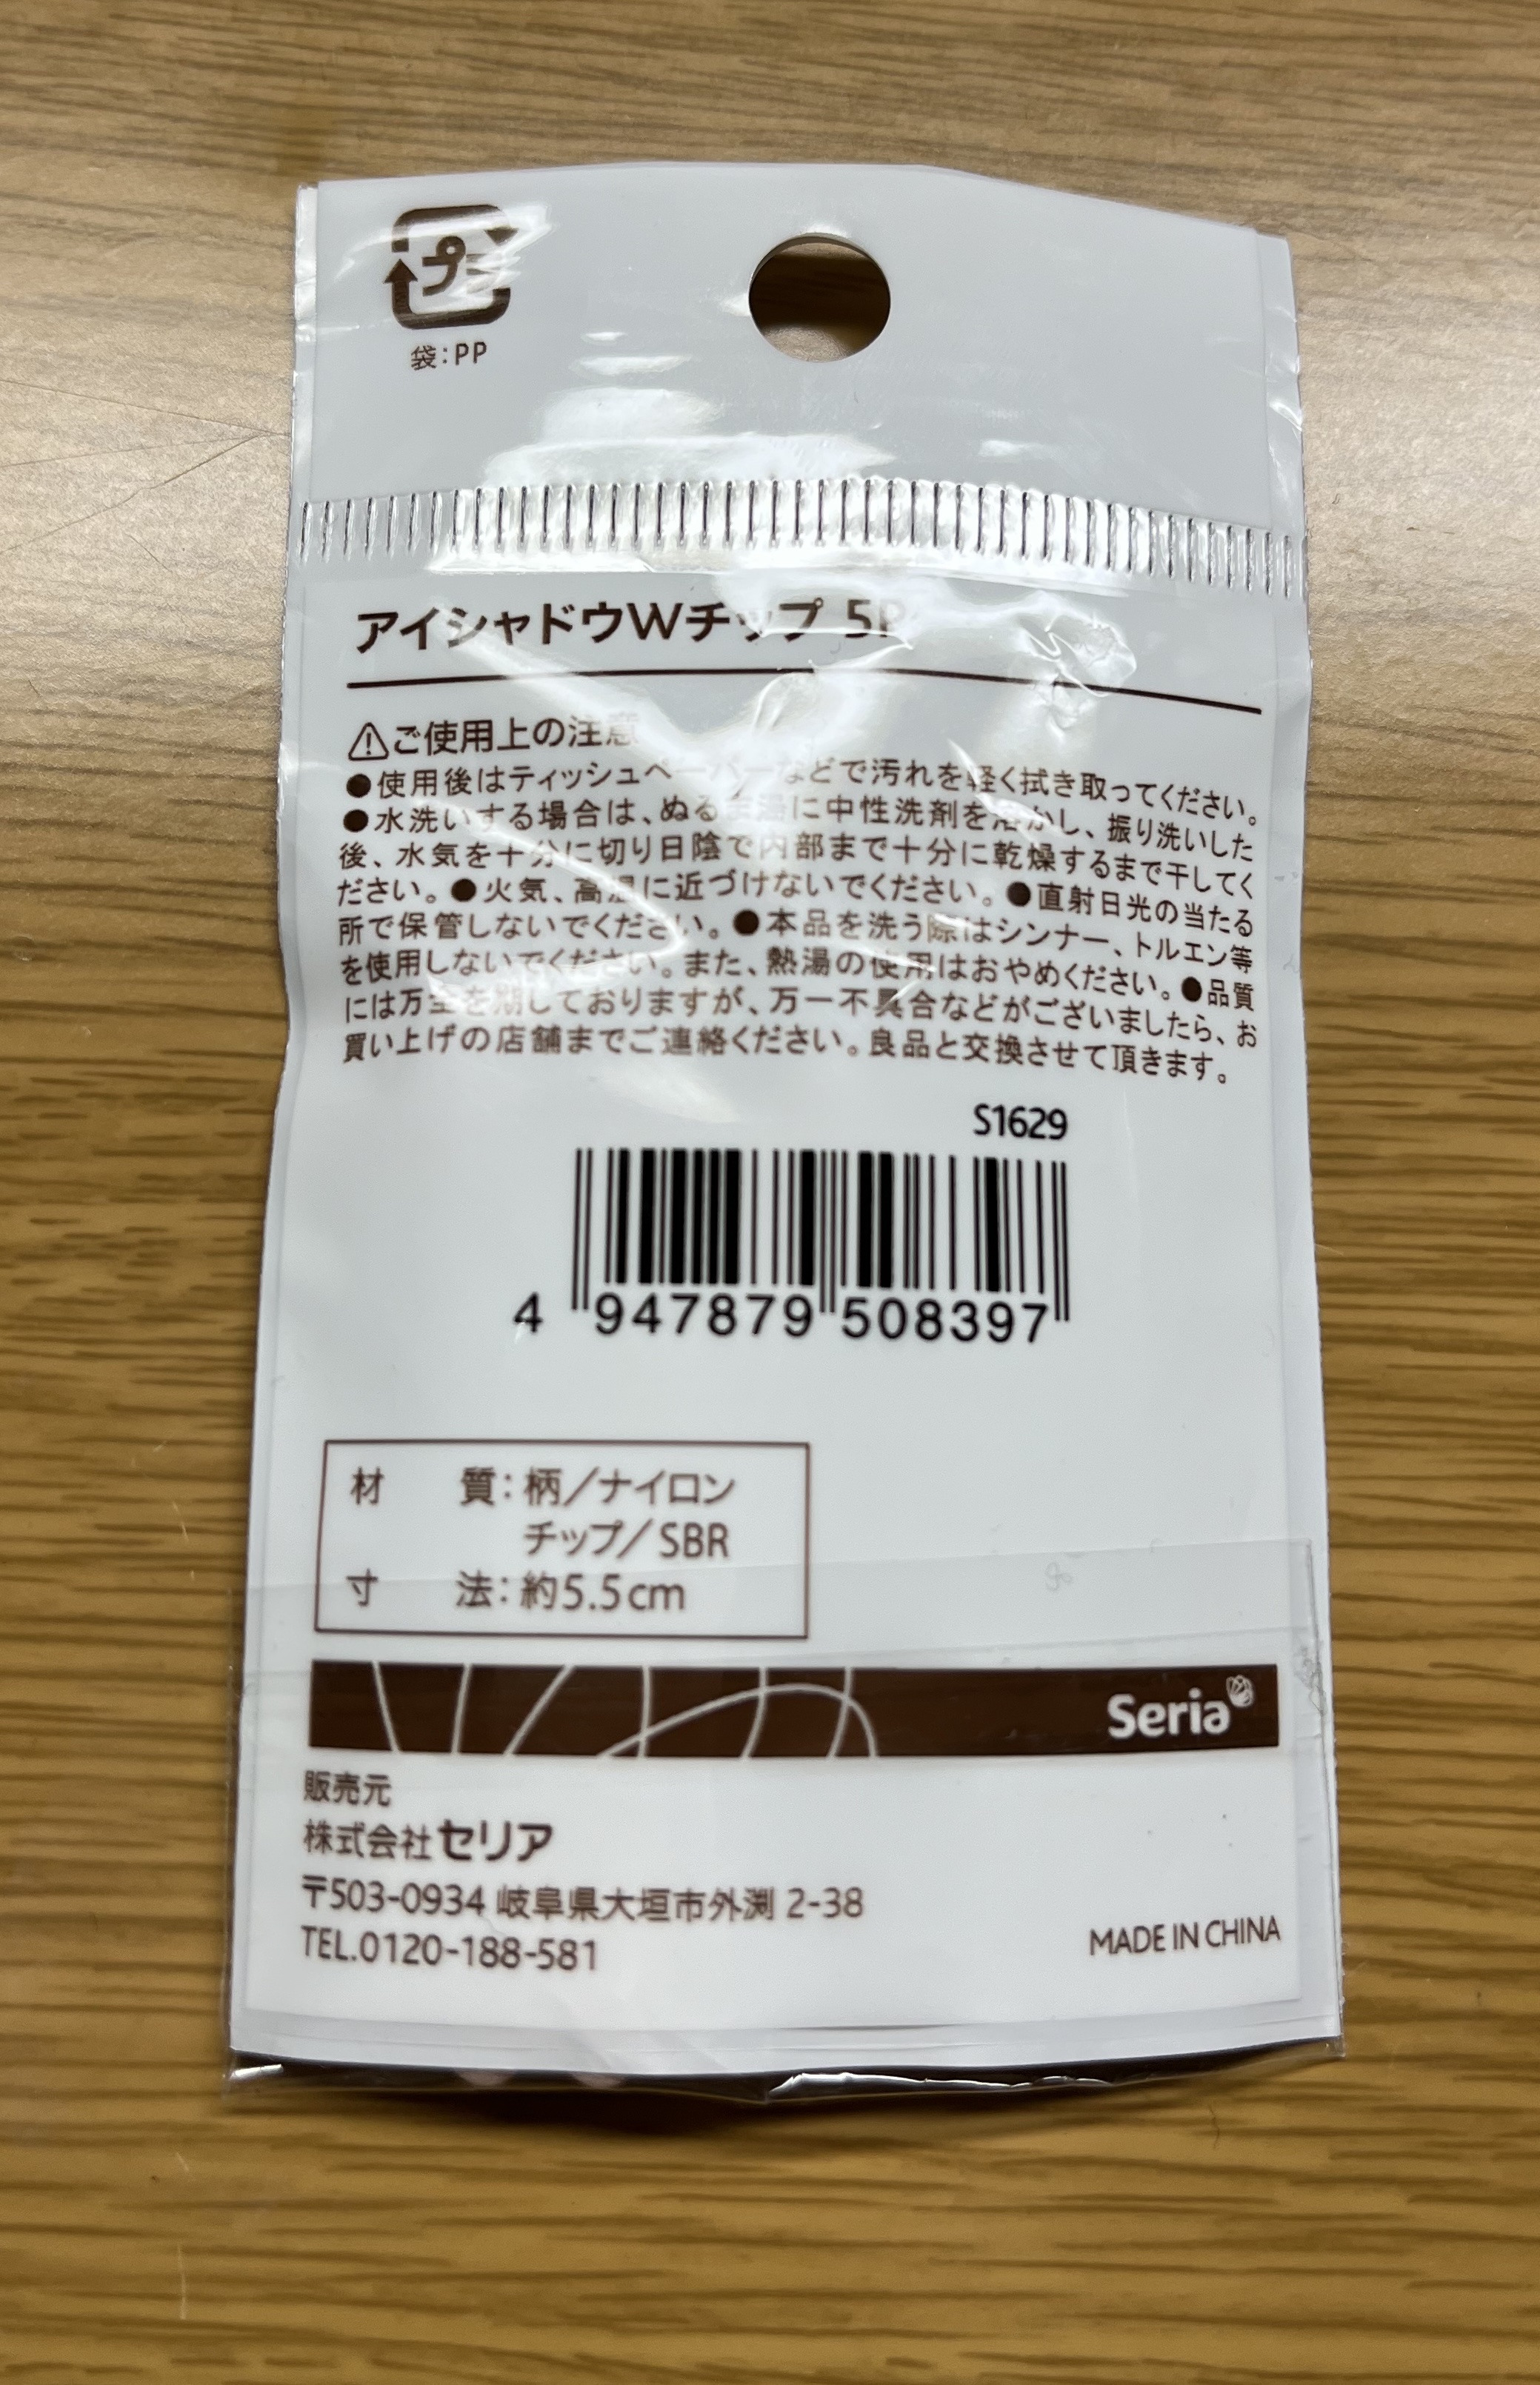 プラ
袋：PP
アイシャドウWチップ 5P
⚠ご使用上の注意
●使用後はティッシュペーパーなどで汚れを軽く拭き取ってください。
●水洗いする場合は、ぬるま湯に中性洗剤を溶かし、振り洗いした
後、水気を十分に切り日陰で内部まで十分に乾燥するまで干してく
ださい。●火気、高温に近づけないでください。●直射日光の当たる
所で保管しないでください。●本品を洗う際はシンナー、トルエン等
を使用しないでください。また、熱湯の使用はおやめください。●品質
には万全を期しておりますが、万一不具合などがございましたら、お
買い上げの店舗までご連絡ください。良品と交換させて頂きます。
S1629
4 947879 508397
材　質：柄／ナイロン
チップ／SBR
寸　法：約5.5cm
Seria
販売元
株式会社セリア
〒503-0934 岐阜県大垣市外渕 2-38
TEL.0120-188-581
MADE IN CHINA